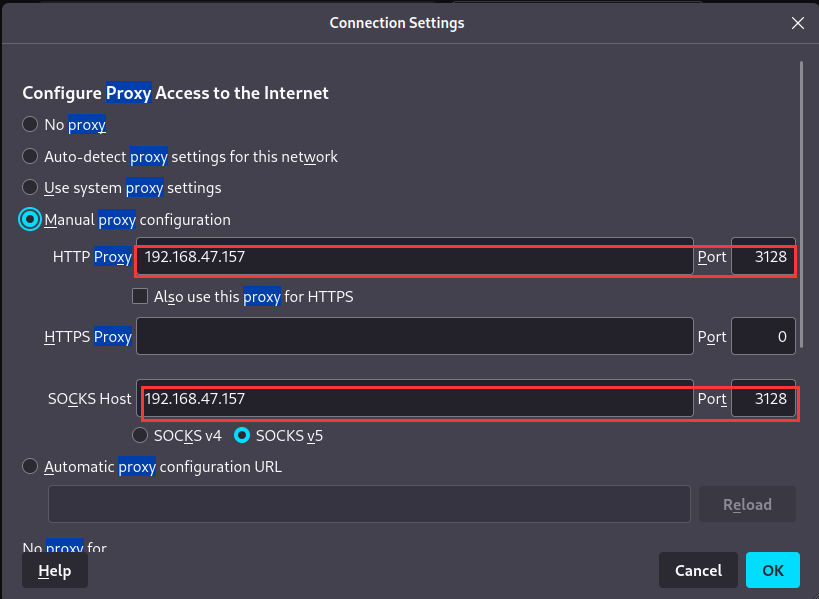 Connection Settings
Configure Proxy Access to the Internet
No proxy
Auto-detect proxy settings for this network
Use system proxy settings
Manual proxy configuration
HTTP Proxy 192.168.47.157 Port 3128
Also use this proxy for HTTPS
HTTPS Proxy Port 0
SOCKS Host 192.168.47.157 Port 3128
SOCKS v4 SOCKS v5
Automatic proxy configuration URL
Reload
No proxy for
Help Cancel OK